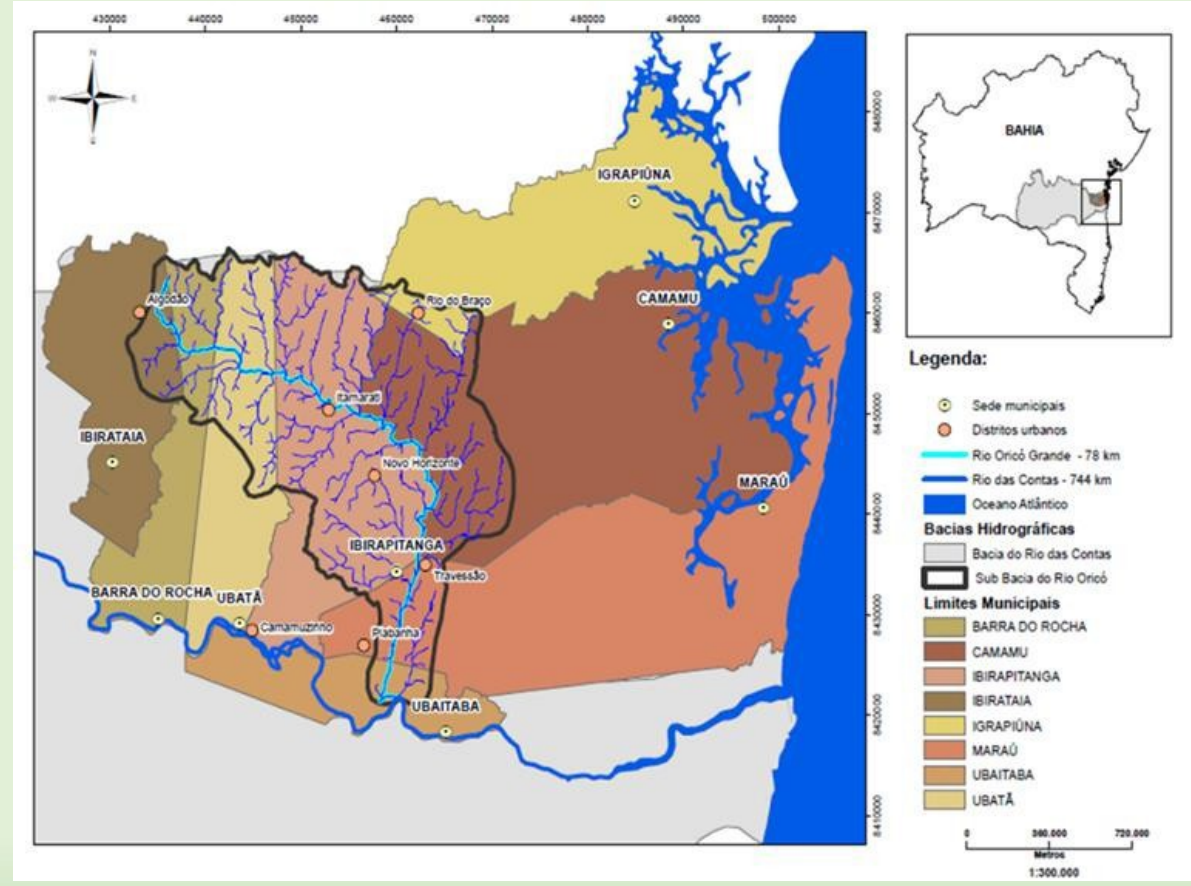 430000 440000 450000 460000 470000 480000 490000 500000
N
W E
8480000
8470000
8460000
8450000
8440000
8430000
8420000
8410000
IGRAPIÚNA
Algodão
Rio do Braço
CAMAMU
Itamarati
IBIRATAIA
Novo Horizonte
MARAÚ
IBIRAPITANGA
Travessão
BARRA DO ROCHA
UBATÃ
Camamuzinho
Piabanha
UBAITABA
BAHIA
Legenda:
Sede municipais
Distritos urbanos
Rio Oricó Grande - 78 km
Rio das Contas - 744 km
Oceano Atlântico
Bacias Hidrográficas
Bacia do Rio das Contas
Sub Bacia do Rio Oricó
Limites Municipais
BARRA DO ROCHA
CAMAMU
IBIRAPITANGA
IBIRATAIA
IGRAPIÚNA
MARAÚ
UBAITABA
UBATÃ
0 360.000 720.000
Metros
1:300.000